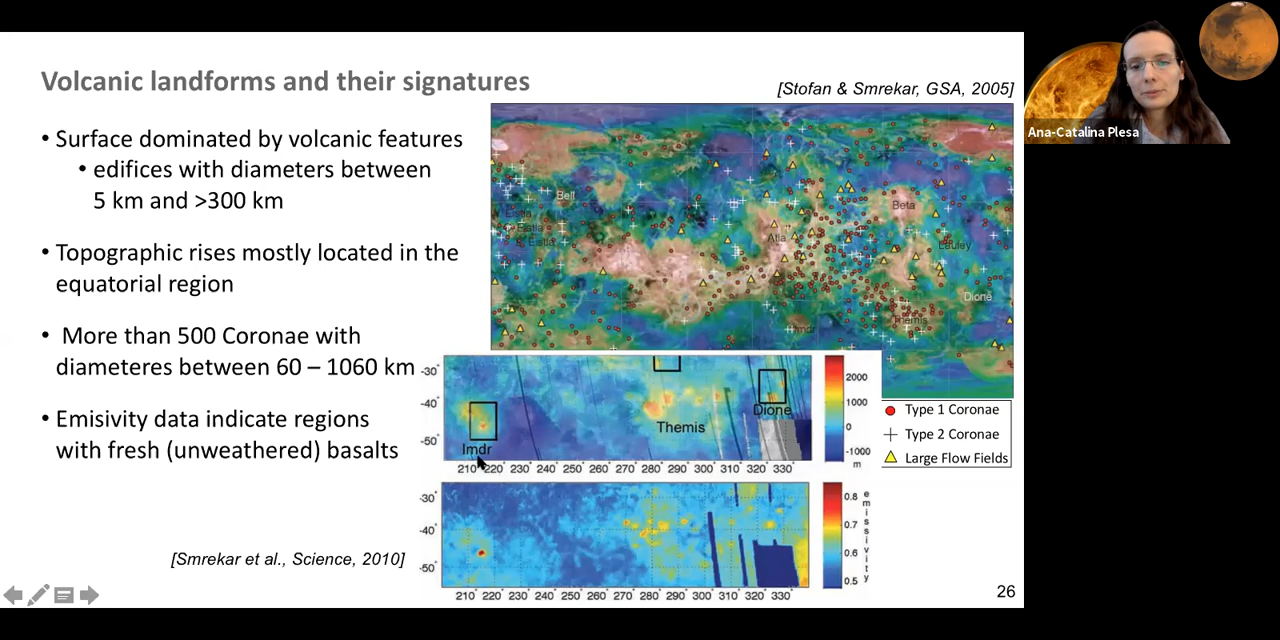 Volcanic landforms and their signatures
[Stofan & Smrekar, GSA, 2005]
Ana-Catalina Plesa
• Surface dominated by volcanic features
• edifices with diameters between
5 km and >300 km
• Topographic rises mostly located in the
equatorial region
• More than 500 Coronae with
diameteres between 60 – 1060 km
• Emisivity data indicate regions
with fresh (unweathered) basalts
[Smrekar et al., Science, 2010]
Bell
Beta
Atla
Laufey
Dione
Themis
Imdr
Type 1 Coronae
Type 2 Coronae
Large Flow Fields
-30°
-40°
-50°
Imdr
Themis
Dione
210° 220° 230° 240° 250° 260° 270° 280° 290° 300° 310° 320° 330°
2000
1000
0
-1000
m
-30°
-40°
-50°
210° 220° 230° 240° 250° 260° 270° 280° 290° 300° 310° 320° 330°
0.8
0.7
0.6
0.5
emissivity
26